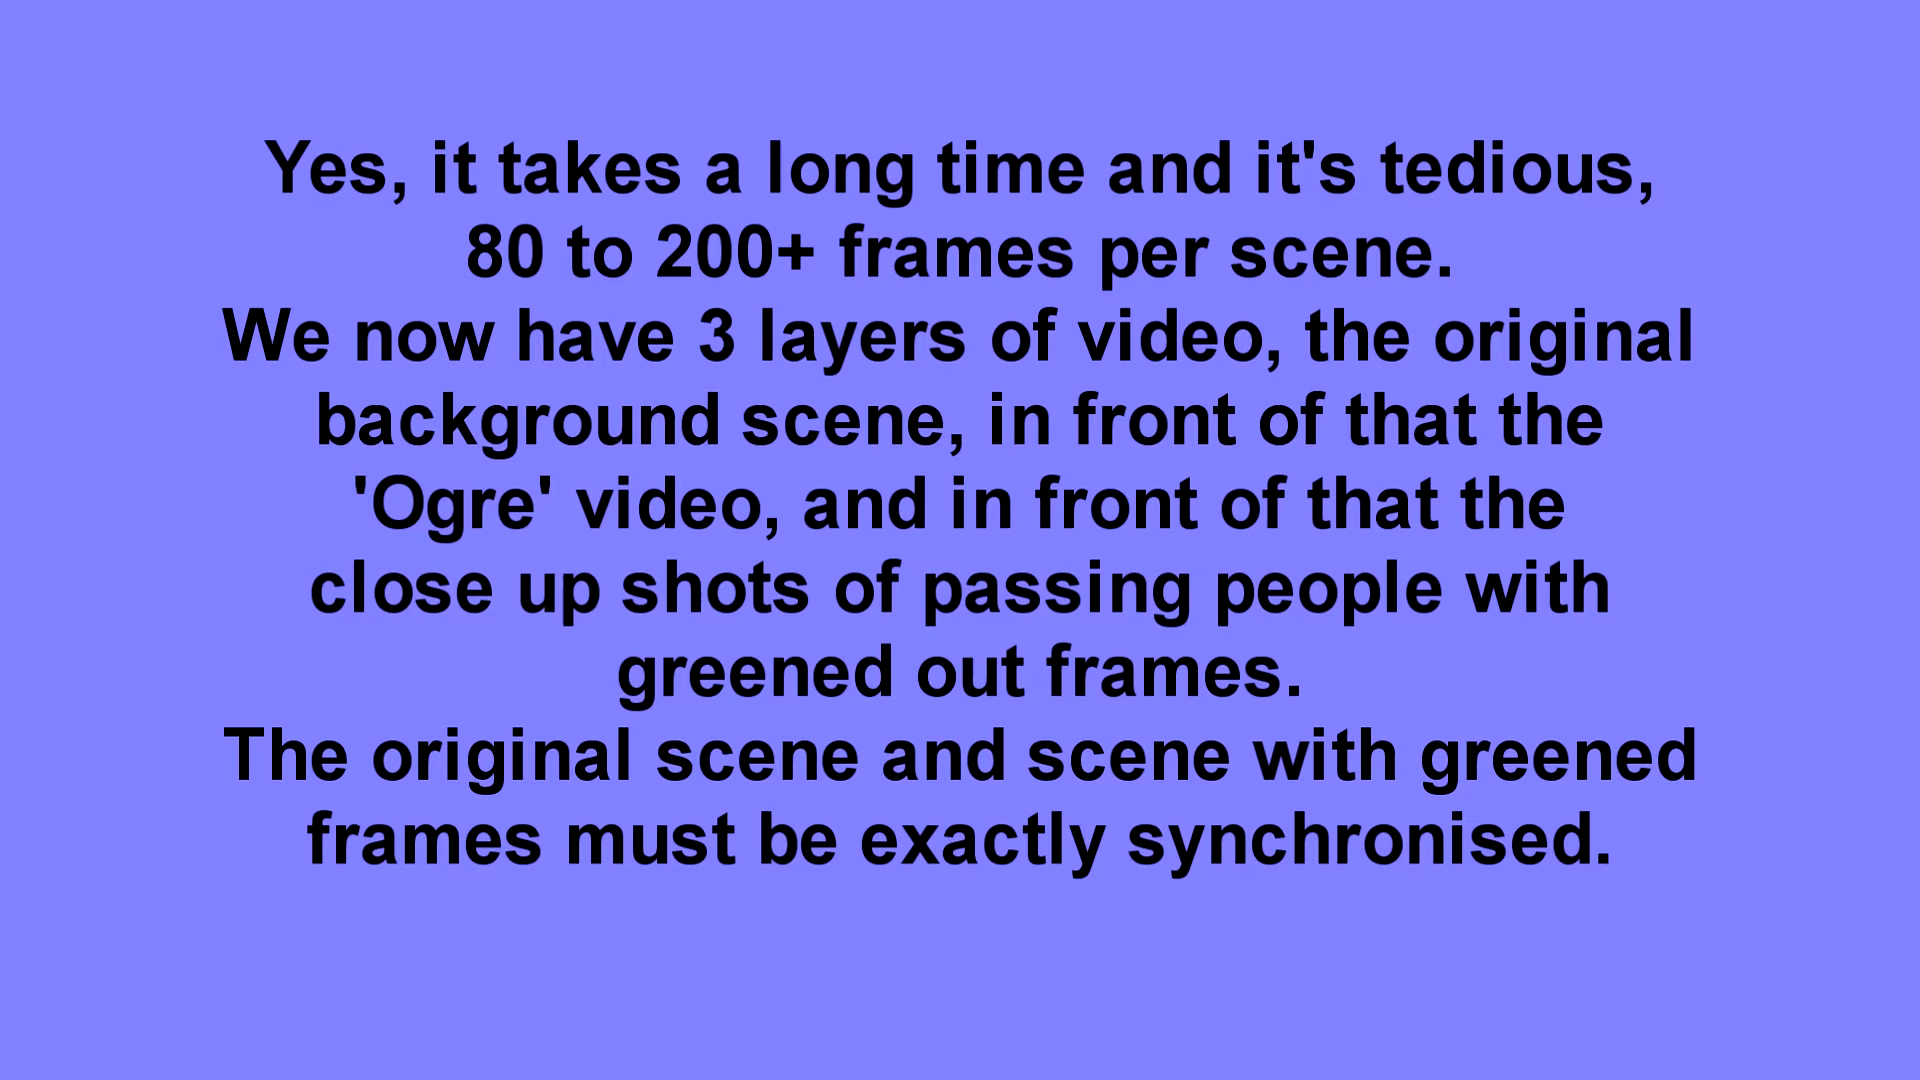 Yes, it takes a long time and it's tedious,
80 to 200+ frames per scene.
We now have 3 layers of video, the original
background scene, in front of that the
'Ogre' video, and in front of that the
close up shots of passing people with
greened out frames.
The original scene and scene with greened
frames must be exactly synchronised.